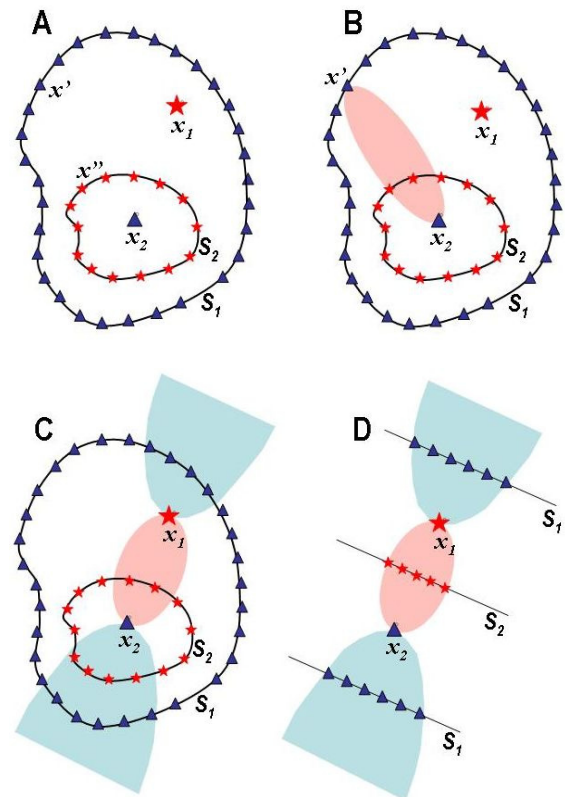 A
x'
x₁
x''
x₂
S₂
S₁
B
x'
x₁
x₂
S₂
S₁
C
x₁
x₂
S₂
S₁
D
S₁
x₁
S₂
x₂
S₁